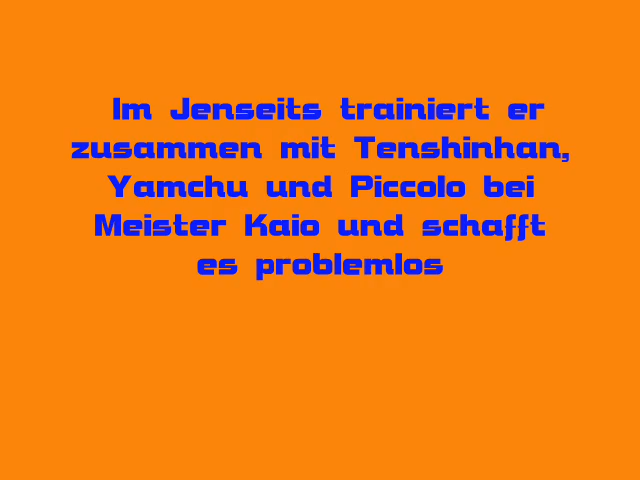 Im Jenseits trainiert er
zusammen mit Tenshinhan,
Yamchu und Piccolo bei
Meister Kaio und schafft
es problemlos